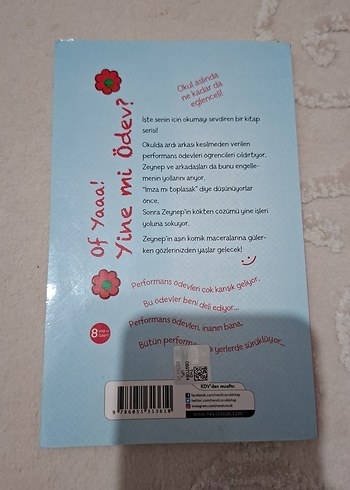 Of Yaaa!
Yine mi Ödev?
Okul aslında
ne kadar da
eğlenceli!
İşte senin için okumayı sevdiren bir kitap
serisi!
Okulda ardı arkası kesilmeden verilen
performans ödevleri öğrencileri çıldırtıyor.
Zeynep ve arkadaşları da bunu engelle-
menin yollarını arıyor.
"İmza mı toplasak" diye düşünüyorlar
önce.
Sonra Zeynep'in kökten çözümü yine işleri
yoluna sokuyor.
Zeynep'in aşırı komik maceralarına güler-
ken gözlerinizden yaşlar gelecek!
Performans ödevleri çok karışık geliyor.
Bu ödevler beni deli ediyor...
Performans ödevleri, inanın bana,
Bütün yerlerde sürüklüyor...
8
KDV'den muaftır.